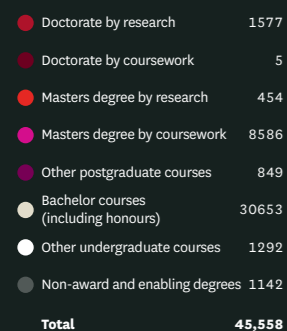 Doctorate by research 1577
Doctorate by coursework 5
Masters degree by research 454
Masters degree by coursework 8586
Other postgraduate courses 849
Bachelor courses
(including honours) 30653
Other undergraduate courses 1292
Non-award and enabling degrees 1142
Total 45,558